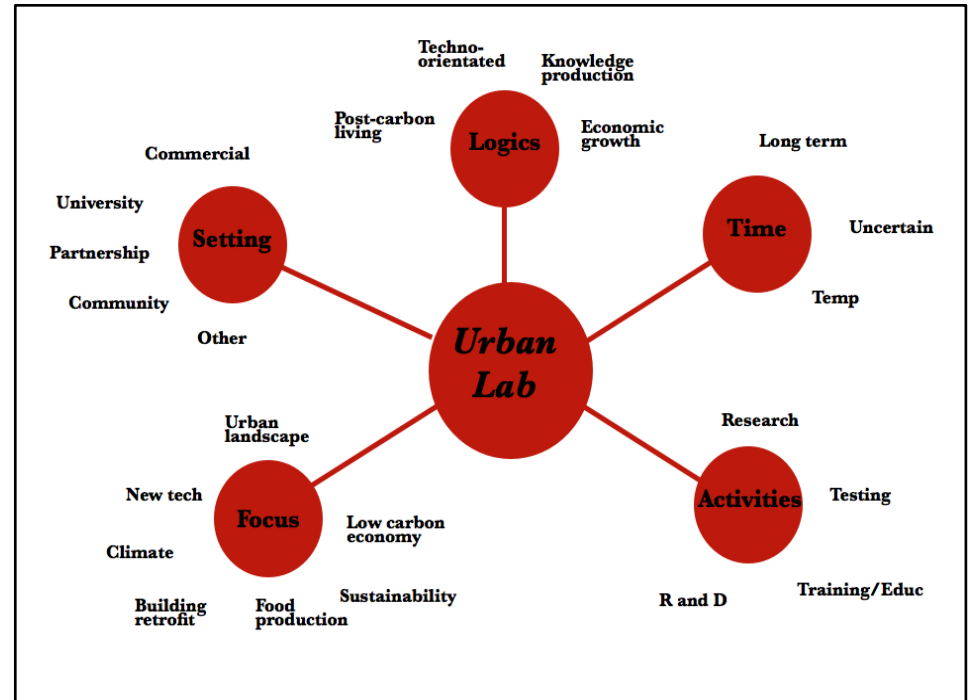 Techno-
orientated
Knowledge
production
Post-carbon
living
Economic
growth
Logics
Commercial
University
Partnership
Community
Other
Setting
Long term
Uncertain
Temp
Time
Urban
Lab
Urban
landscape
New tech
Climate
Building
retrofit
Food
production
Sustainability
Low carbon
economy
Focus
Research
Testing
Training/Educ
R and D
Activities